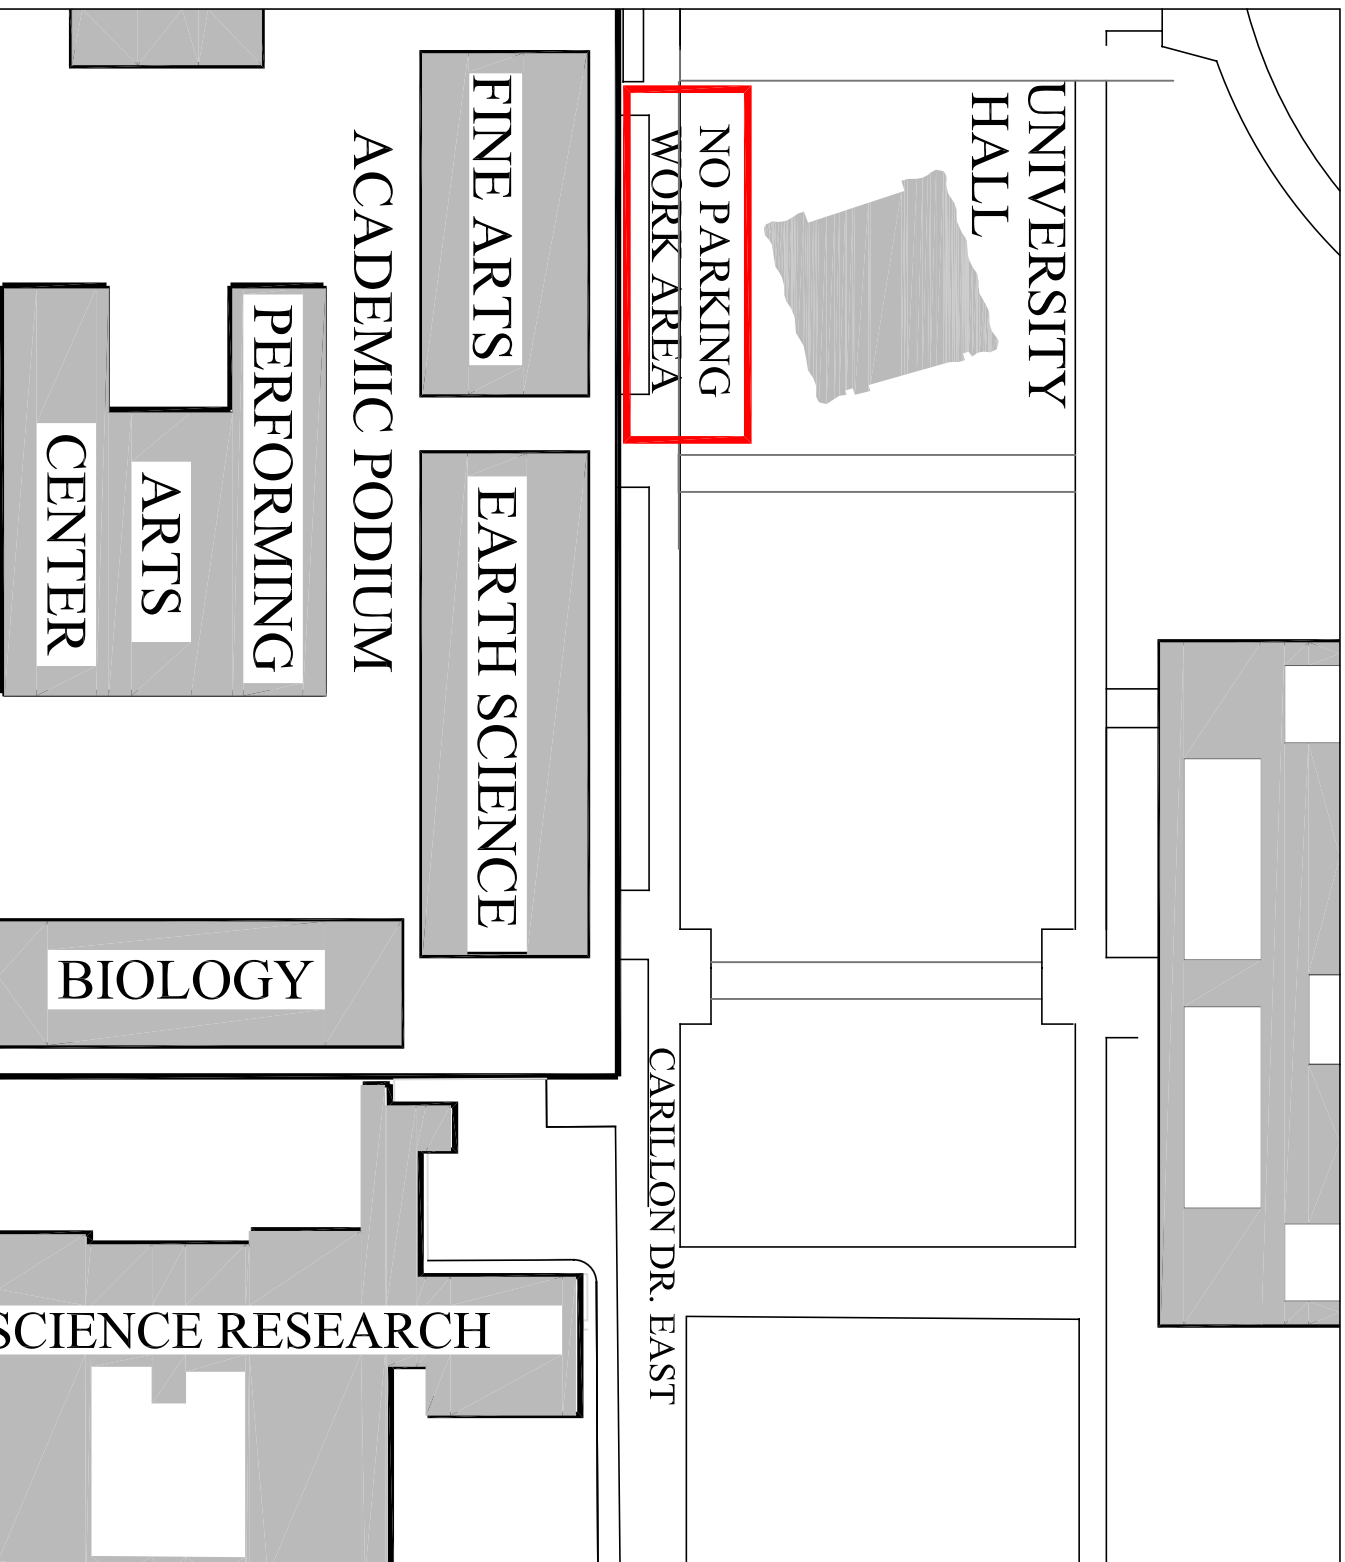 UNIVERSITY
HALL
NO PARKING
WORK AREA
FINE ARTS
EARTH SCIENCE
ACADEMIC PODIUM
PERFORMING
ARTS
CENTER
BIOLOGY
CARILLON DR. EAST
SCIENCE RESEARCH